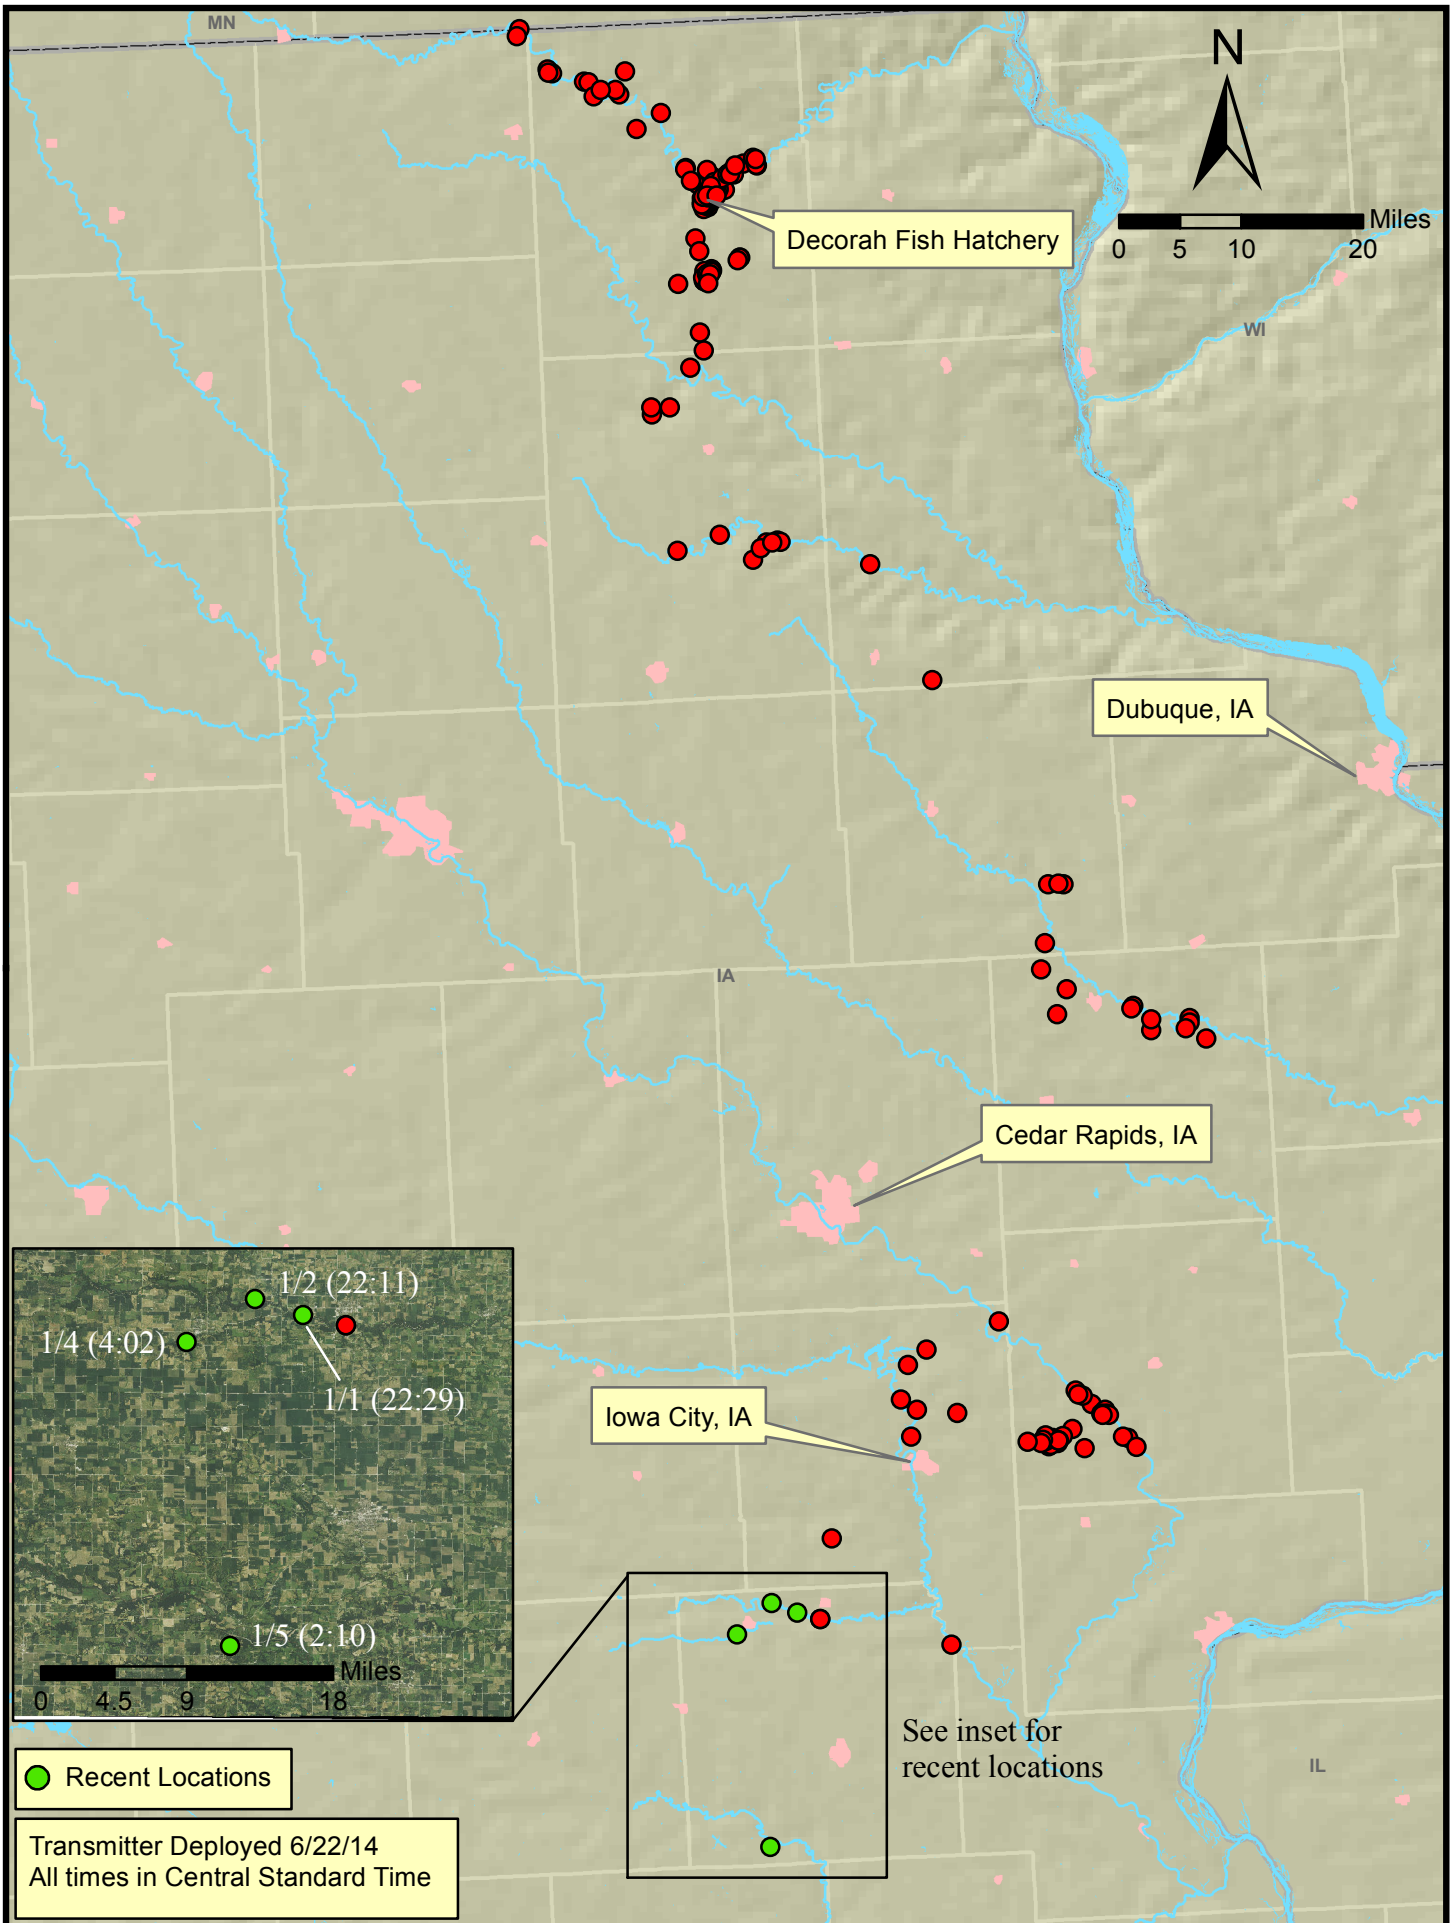 MN
N
Miles
0 5 10 20
Decorah Fish Hatchery
WI
Dubuque, IA
IA
Cedar Rapids, IA
1/2 (22:11)
1/4 (4:02)
1/1 (22:29)
Iowa City, IA
1/5 (2:10)
Miles
0 4.5 9 18
See inset for
recent locations
IL
Recent Locations
Transmitter Deployed 6/22/14
All times in Central Standard Time